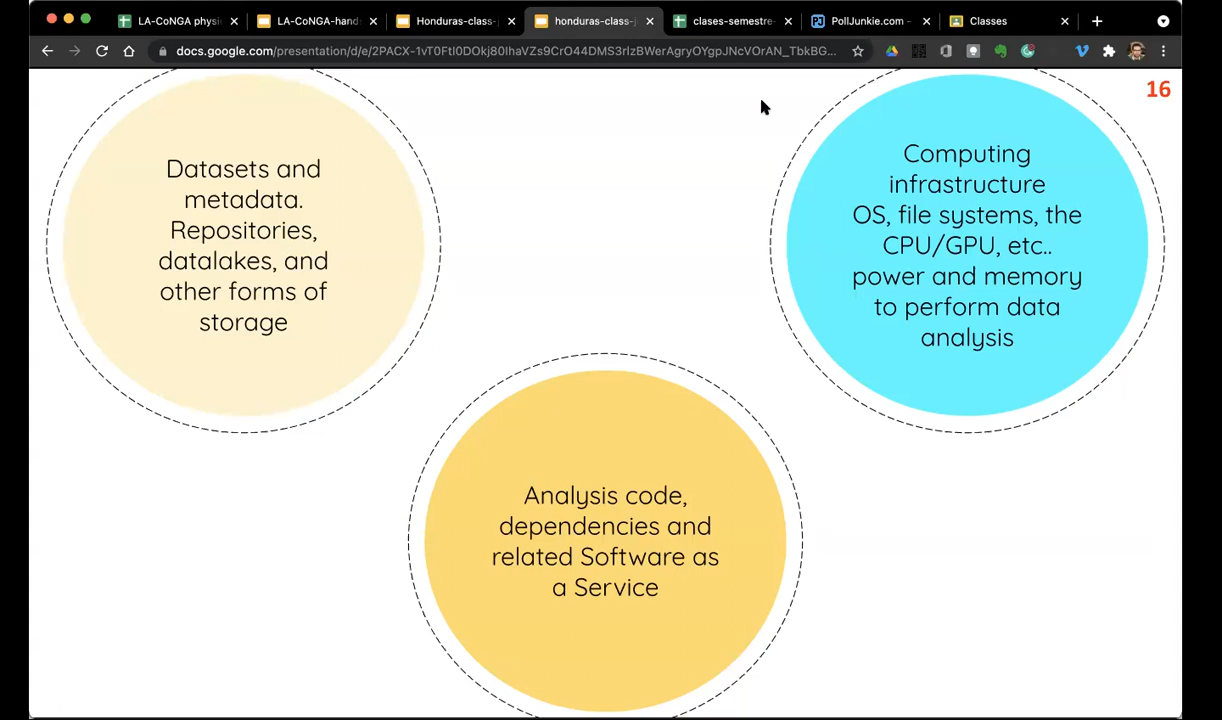 LA-CoNGA physi
LA-CoNGA-hand
Honduras-class-
honduras-class-j
clases-semestre-
PollJunkie.com –
Classes
docs.google.com/presentation/d/e/2PACX-1vT0FtI0DOkj80IhaVZs9CrO44DMS3rIzBWerAgryOYgpJNcVOrAN_TbkBG...
16
Datasets and
metadata.
Repositories,
datalakes, and
other forms of
storage
Computing
infrastructure
OS, file systems, the
CPU/GPU, etc..
power and memory
to perform data
analysis
Analysis code,
dependencies and
related Software as
a Service